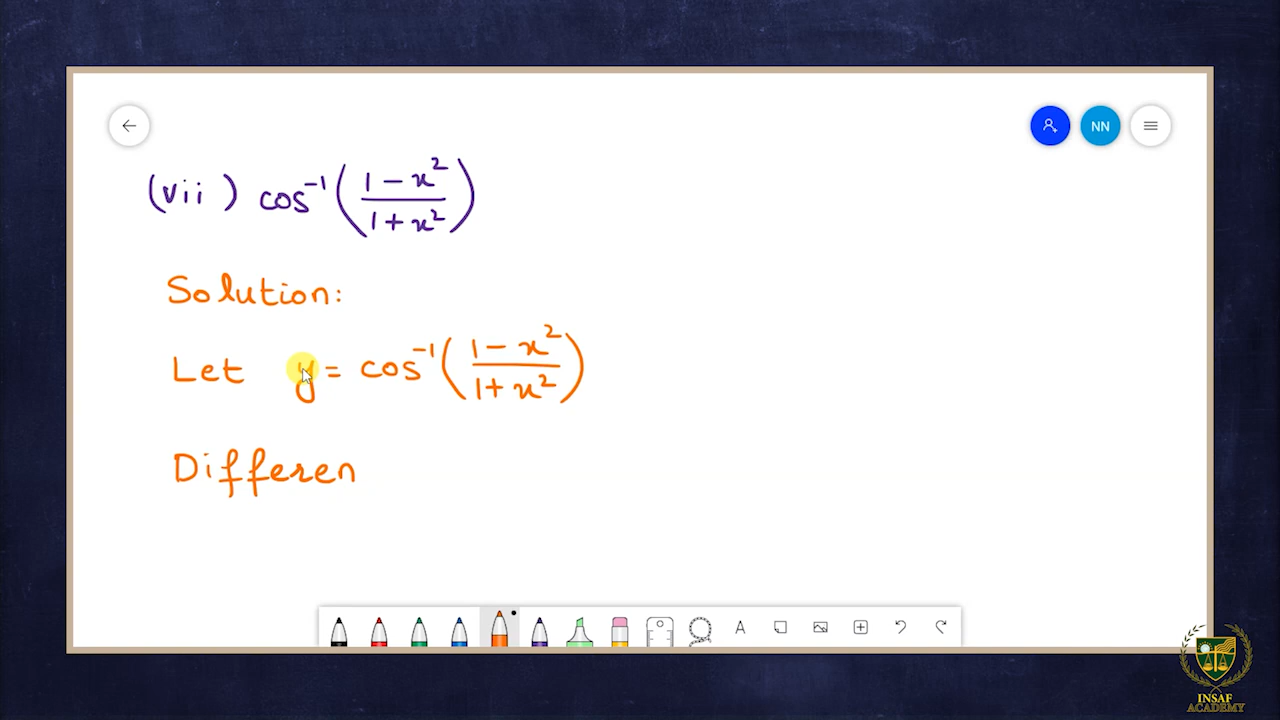 NN
(vii) cos⁻¹((1-x²)/(1+x²))
Solution:
Let y = cos⁻¹((1-x²)/(1+x²))
Differen
A
INSAF
ACADEMY